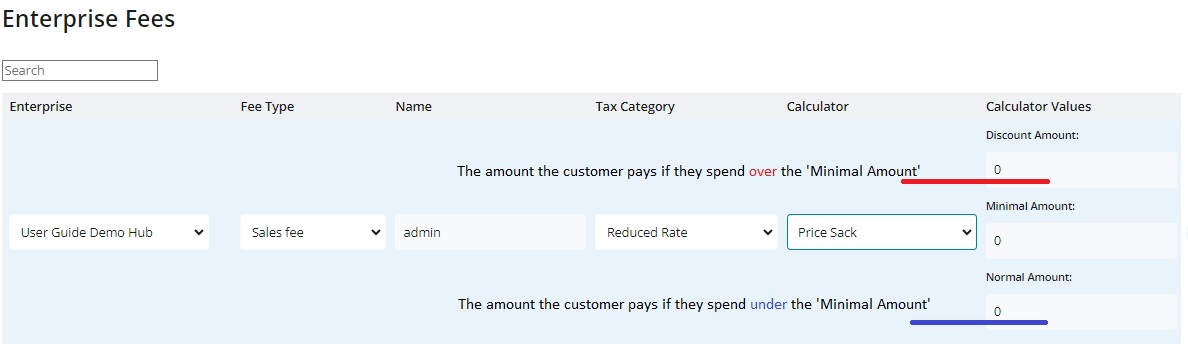 Enterprise Fees
Search
Enterprise Fee Type Name Tax Category Calculator Calculator Values
Discount Amount:
The amount the customer pays if they spend over the 'Minimal Amount'
0
Minimal Amount:
User Guide Demo Hub Sales fee admin Reduced Rate Price Sack
0
Normal Amount:
The amount the customer pays if they spend under the 'Minimal Amount'
0